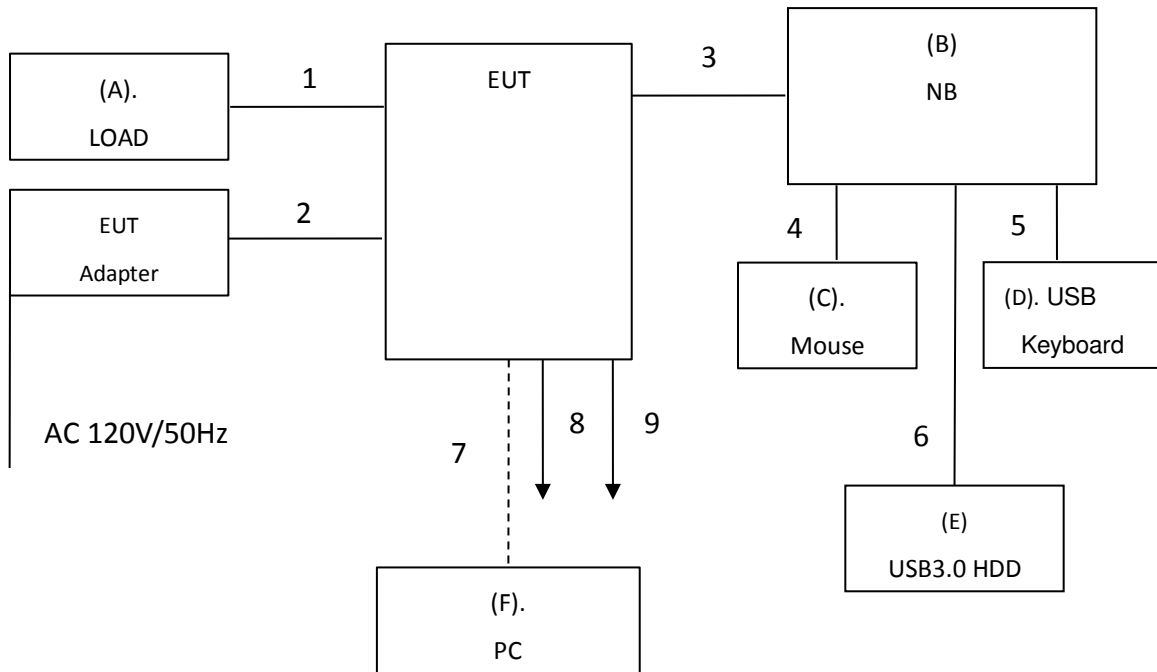 (A).
LOAD
1
EUT
3
(B)
NB
EUT
Adapter
2
4
5
(C).
Mouse
(D). USB
Keyboard
AC 120V/50Hz
7
8
9
6
(E)
USB3.0 HDD
(F).
PC